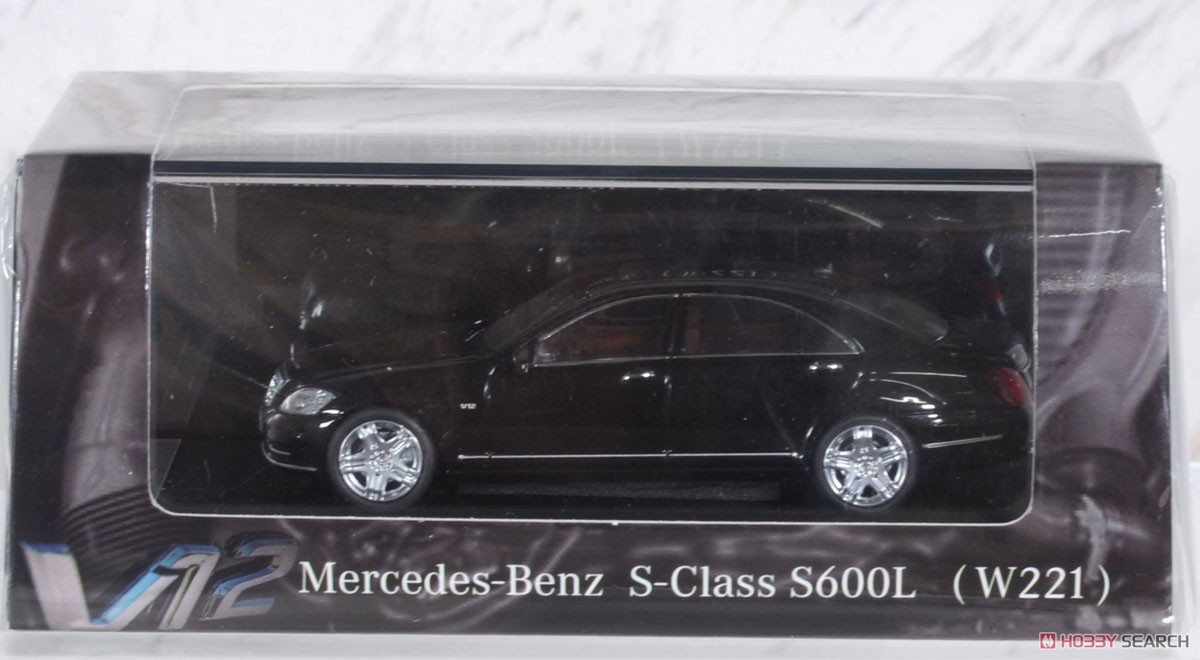 V12
V12 Mercedes-Benz S-Class S600L (W221)
HOBBY SEARCH